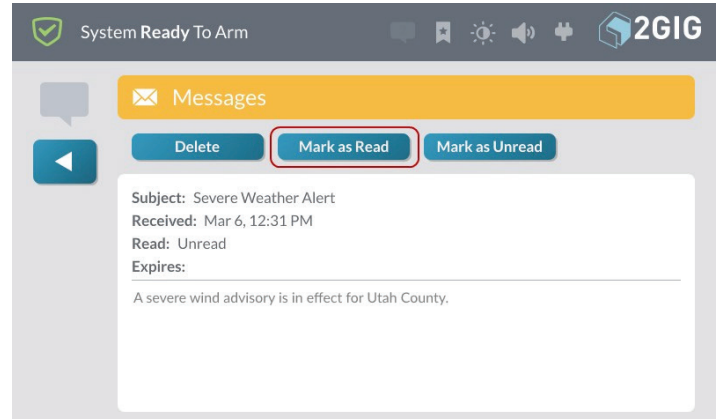 System Ready To Arm
2GIG
Messages
Delete
Mark as Read
Mark as Unread
Subject: Severe Weather Alert
Received: Mar 6, 12:31 PM
Read: Unread
Expires:
A severe wind advisory is in effect for Utah County.